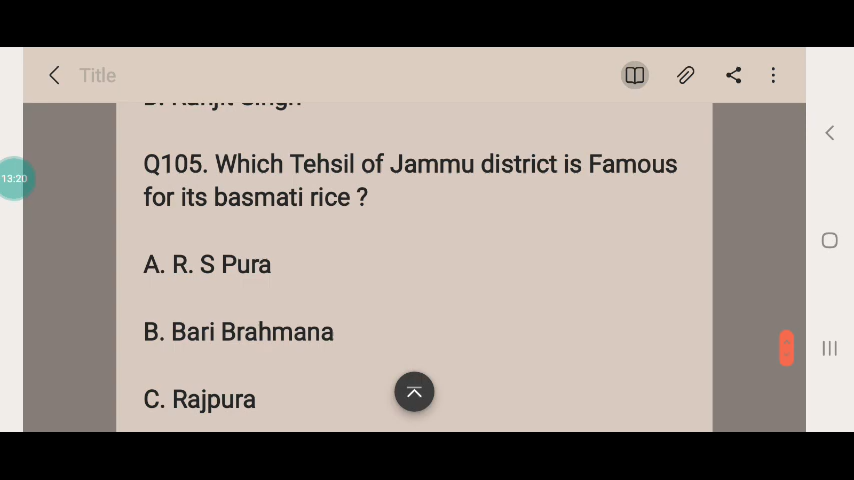 Title
13:20
Q105. Which Tehsil of Jammu district is Famous
for its basmati rice ?
A. R. S Pura
B. Bari Brahmana
C. Rajpura